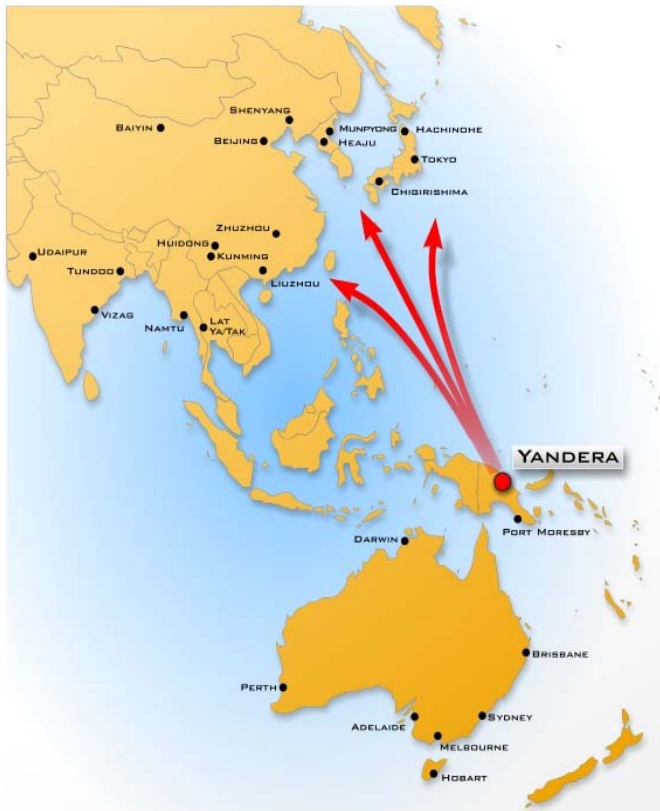 SHENYANG
BAIYIN
MUNPYONG
HACHINOHE
BEIJING
HEAJU
TOKYO
CHIGIRISHIMA
ZHUZHOU
HUIDONG
UDAIPUR
KUNMING
TUNDOO
LIUZHOU
VIZAG
NAMTU
LAT
YA/TAK
YANDERA
PORT MORESBY
DARWIN
BRISBANE
PERTH
ADELAIDE
SYDNEY
MELBOURNE
HOBART